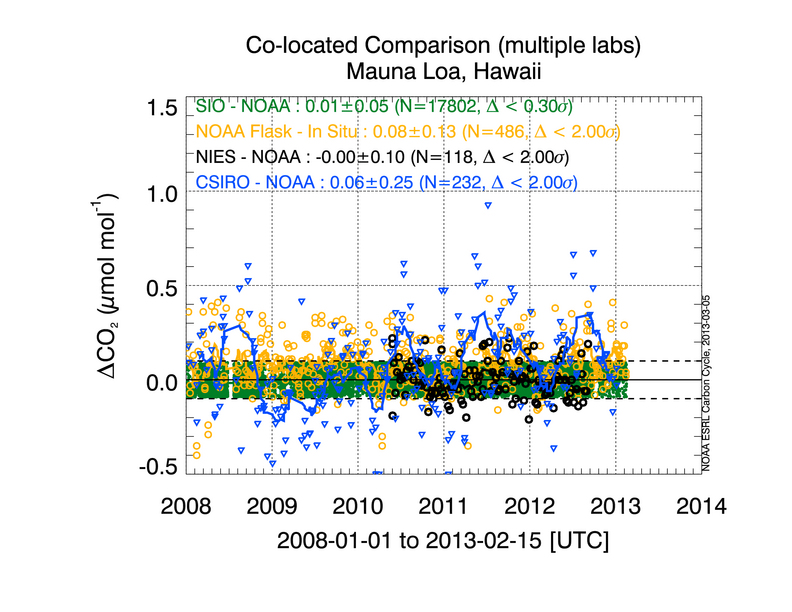 Co-located Comparison (multiple labs)
Mauna Loa, Hawaii
SIO - NOAA : 0.01±0.05 (N=17802, Δ < 0.30σ)
NOAA Flask - In Situ : 0.08±0.13 (N=486, Δ < 2.00σ)
NIES - NOAA : -0.00±0.10 (N=118, Δ < 2.00σ)
CSIRO - NOAA : 0.06±0.25 (N=232, Δ < 2.00σ)
1.5
1.0
0.5
0.0
-0.5
ΔCO₂ (μmol mol⁻¹)
NOAA ESRL Carbon Cycle, 2013-03-05
2008 2009 2010 2011 2012 2013 2014
2008-01-01 to 2013-02-15 [UTC]